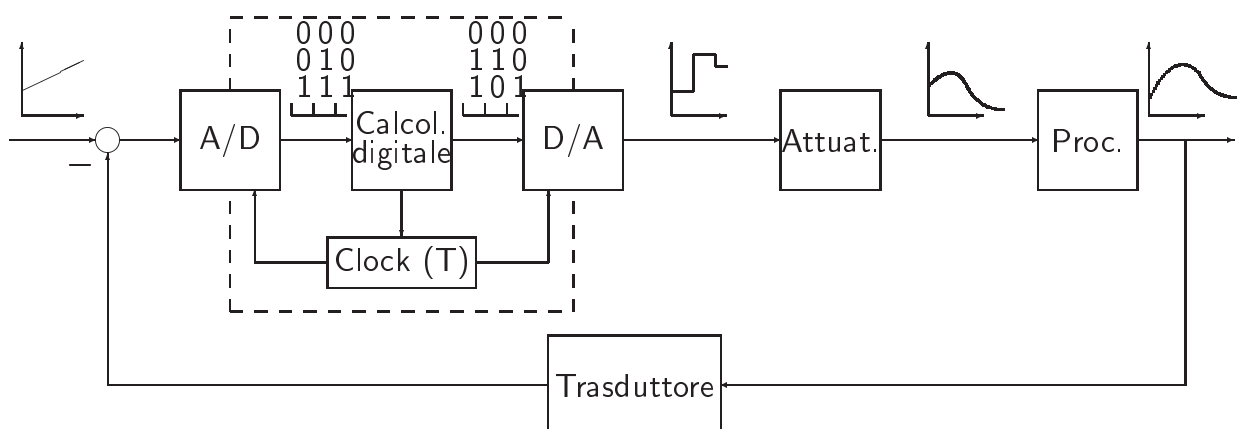 000
010
111
000
110
101
A/D
Calcol.
digitale
D/A
Attuat.
Proc.
−
Clock (T)
Trasduttore